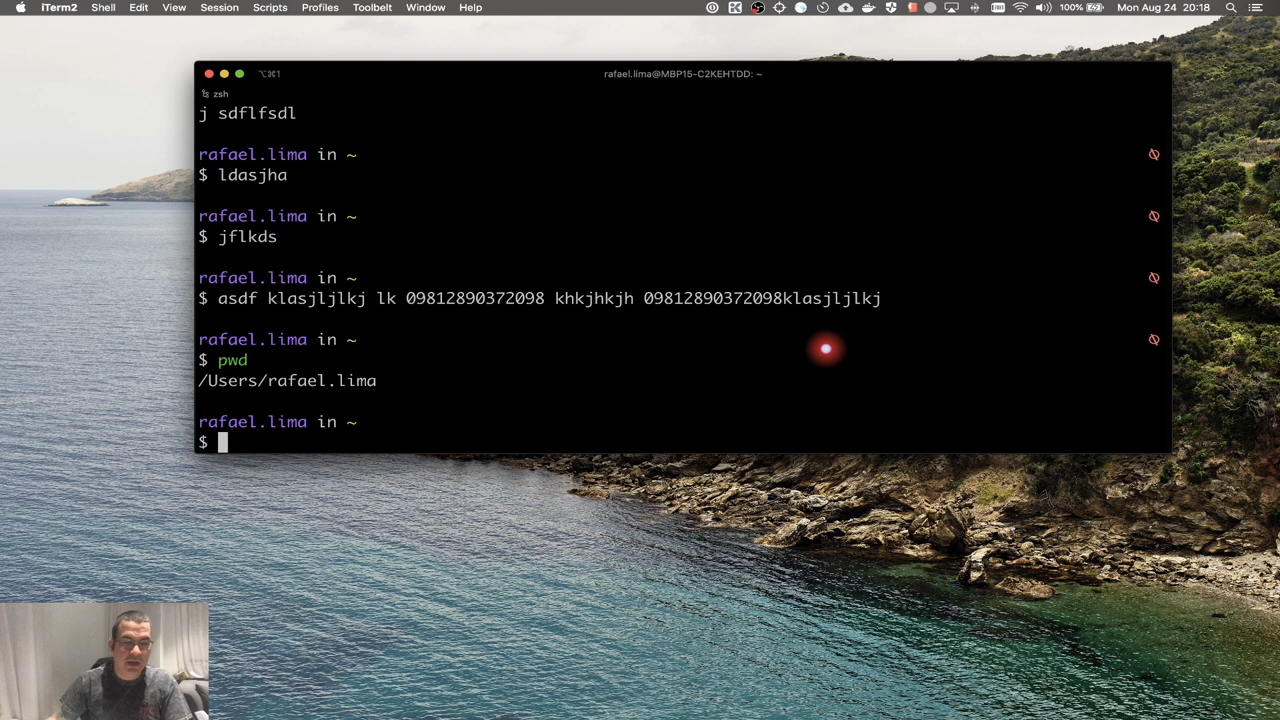 iTerm2 Shell Edit View Session Scripts Profiles Toolbelt Window Help 100% Mon Aug 24 20:18
⌥⌘1 rafael.lima@MBP15-C2KEHTDD: ~
zsh
j sdflfsdl
rafael.lima in ~
$ ldasjha
rafael.lima in ~
$ jflkds
rafael.lima in ~
$ asdf klasjljlkj lk 09812890372098 khkjhkjh 09812890372098klasjljlkj
rafael.lima in ~
$ pwd
/Users/rafael.lima
rafael.lima in ~
$